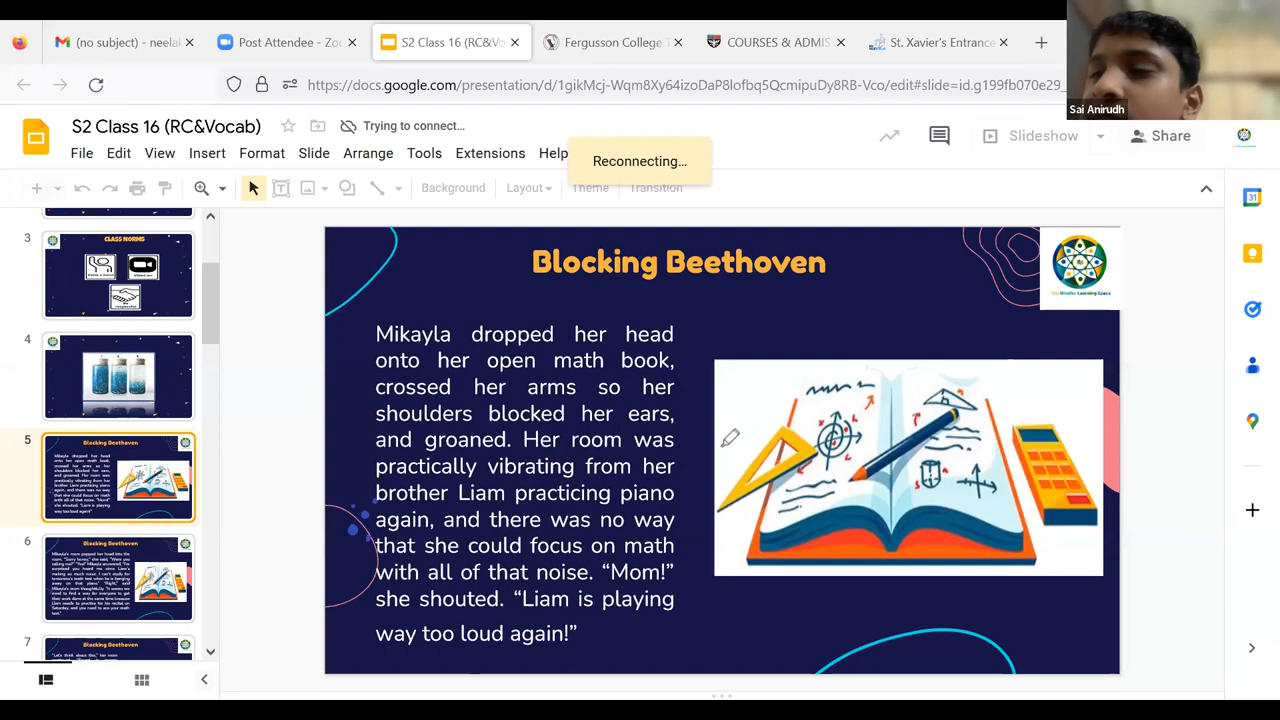 (no subject) - neela
Post Attendee - Zo
S2 Class 16 (RC&Vo
Fergusson College
COURSES & ADMIS
St. Xavier's Entrance
https://docs.google.com/presentation/d/1gikMcj-Wqm8Xy64izoDaP8lofbq5QcmipuDy8RB-Vco/edit#slide=id.g199fb070e29_
Sai Anirudh
S2 Class 16 (RC&Vocab)
Trying to connect...
File Edit View Insert Format Slide Arrange Tools Extensions Help
Reconnecting...
Slideshow
Share
Background
Layout
Theme
Transition
31
3
CLASS NORMS
4
5
Blocking Beethoven
6
Blocking Beethoven
7
Blocking Beethoven
Blocking Beethoven
The Mindful Learning Space
Mikayla dropped her head
onto her open math book,
crossed her arms so her
shoulders blocked her ears,
and groaned. Her room was
practically vibrating from her
brother Liam practicing piano
again, and there was no way
that she could focus on math
with all of that noise. “Mom!”
she shouted. “Liam is playing
way too loud again!”